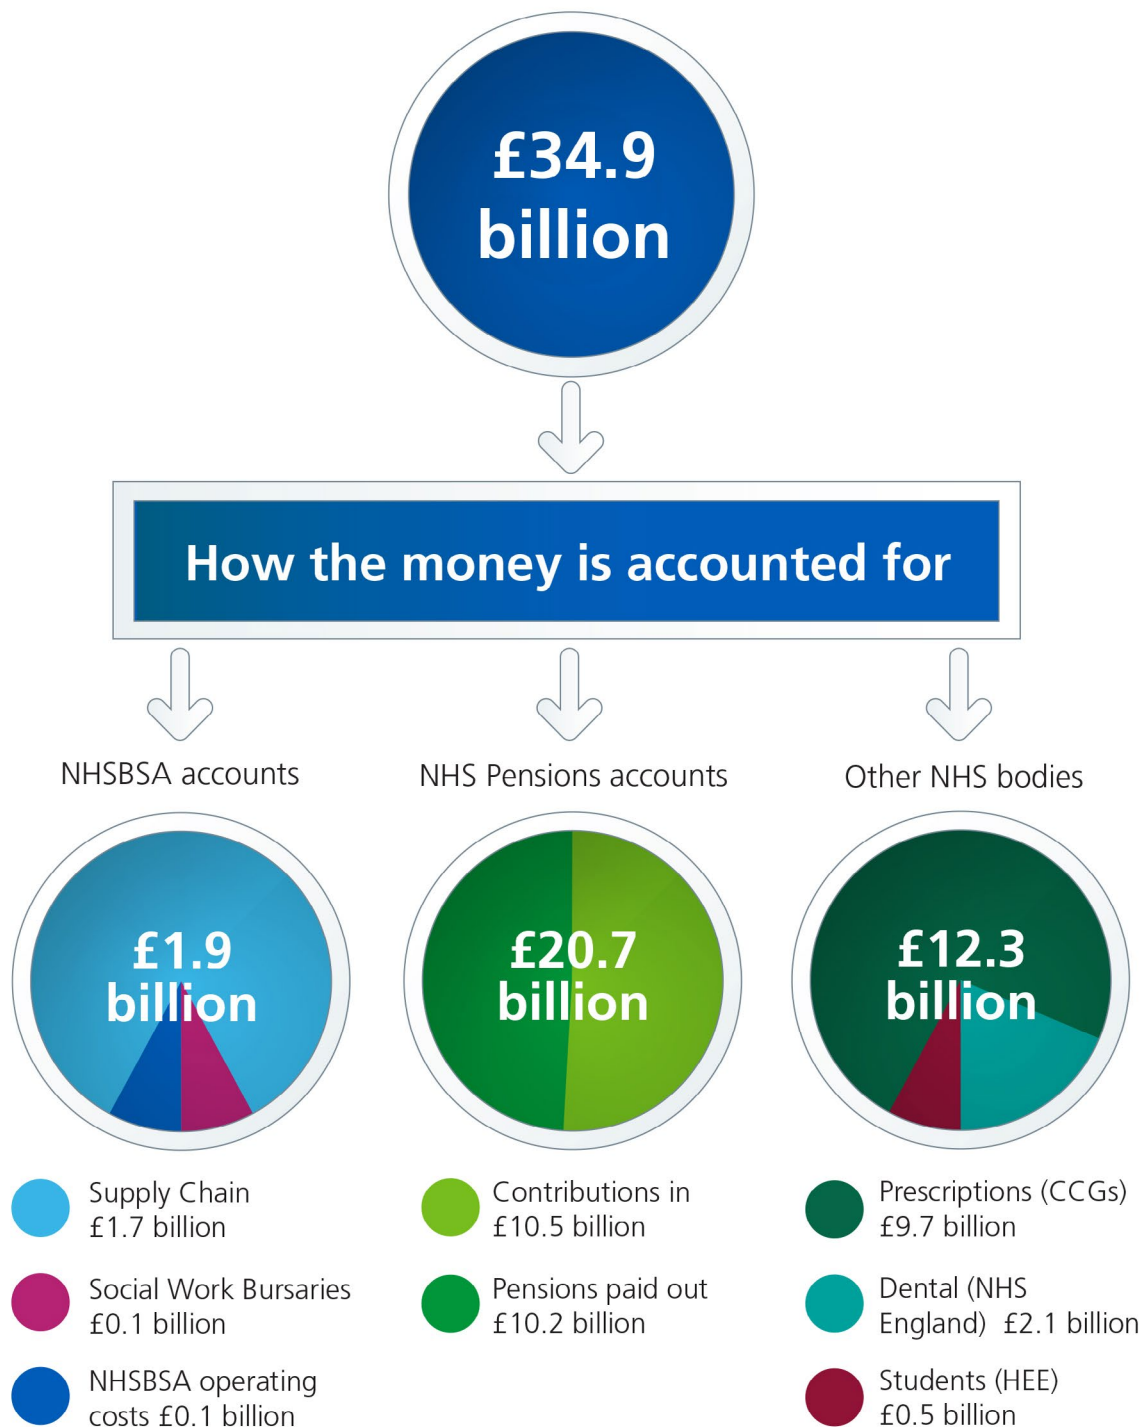 £34.9
billion
How the money is accounted for
NHSBSA accounts
£1.9
billion
Supply Chain
£1.7 billion
Social Work Bursaries
£0.1 billion
NHSBSA operating
costs £0.1 billion
NHS Pensions accounts
£20.7
billion
Contributions in
£10.5 billion
Pensions paid out
£10.2 billion
Other NHS bodies
£12.3
billion
Prescriptions (CCGs)
£9.7 billion
Dental (NHS
England) £2.1 billion
Students (HEE)
£0.5 billion